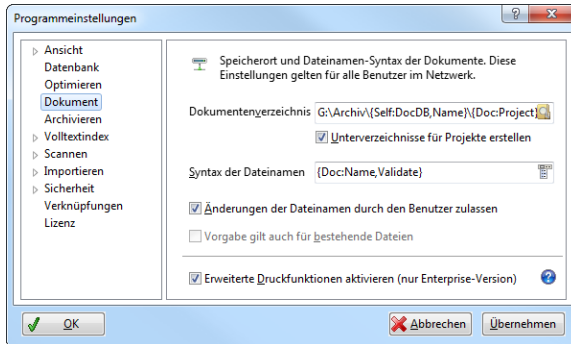 Programmeinstellungen
Ansicht
Datenbank
Optimieren
Dokument
Archivieren
Volltextindex
Scannen
Importieren
Sicherheit
Verknüpfungen
Lizenz
Speicherort und Dateinamen-Syntax der Dokumente. Diese
Einstellungen gelten für alle Benutzer im Netzwerk.
Dokumentenverzeichnis G:\Archiv\{Self:DocDB,Name}\{Doc:Project}
Unterverzeichnisse für Projekte erstellen
Syntax der Dateinamen {Doc:Name,Validate}
Änderungen der Dateinamen durch den Benutzer zulassen
Vorgabe gilt auch für bestehende Dateien
Erweiterte Druckfunktionen aktivieren (nur Enterprise-Version)
OK Abbrechen Übernehmen